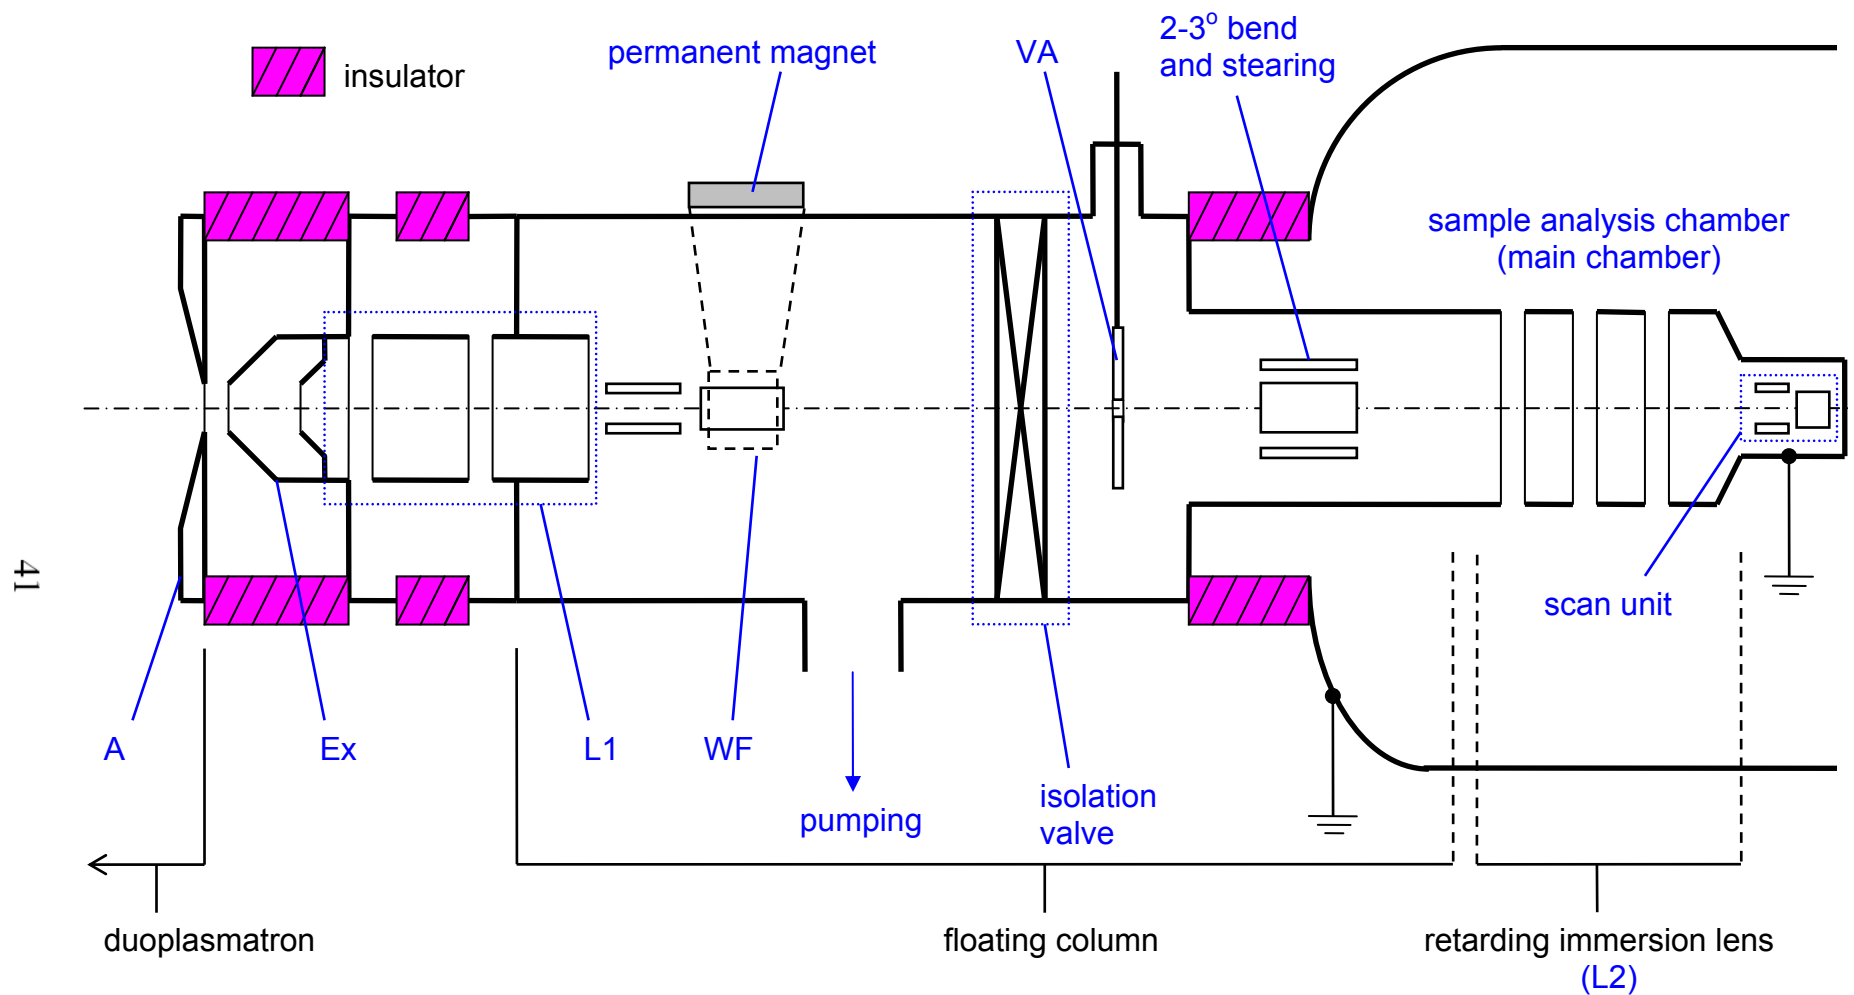 insulator
permanent magnet
VA
2-3° bend
and stearing
sample analysis chamber
(main chamber)
scan unit
A
Ex
L1
WF
pumping
isolation
valve
duoplasmatron
floating column
retarding immersion lens
(L2)
41